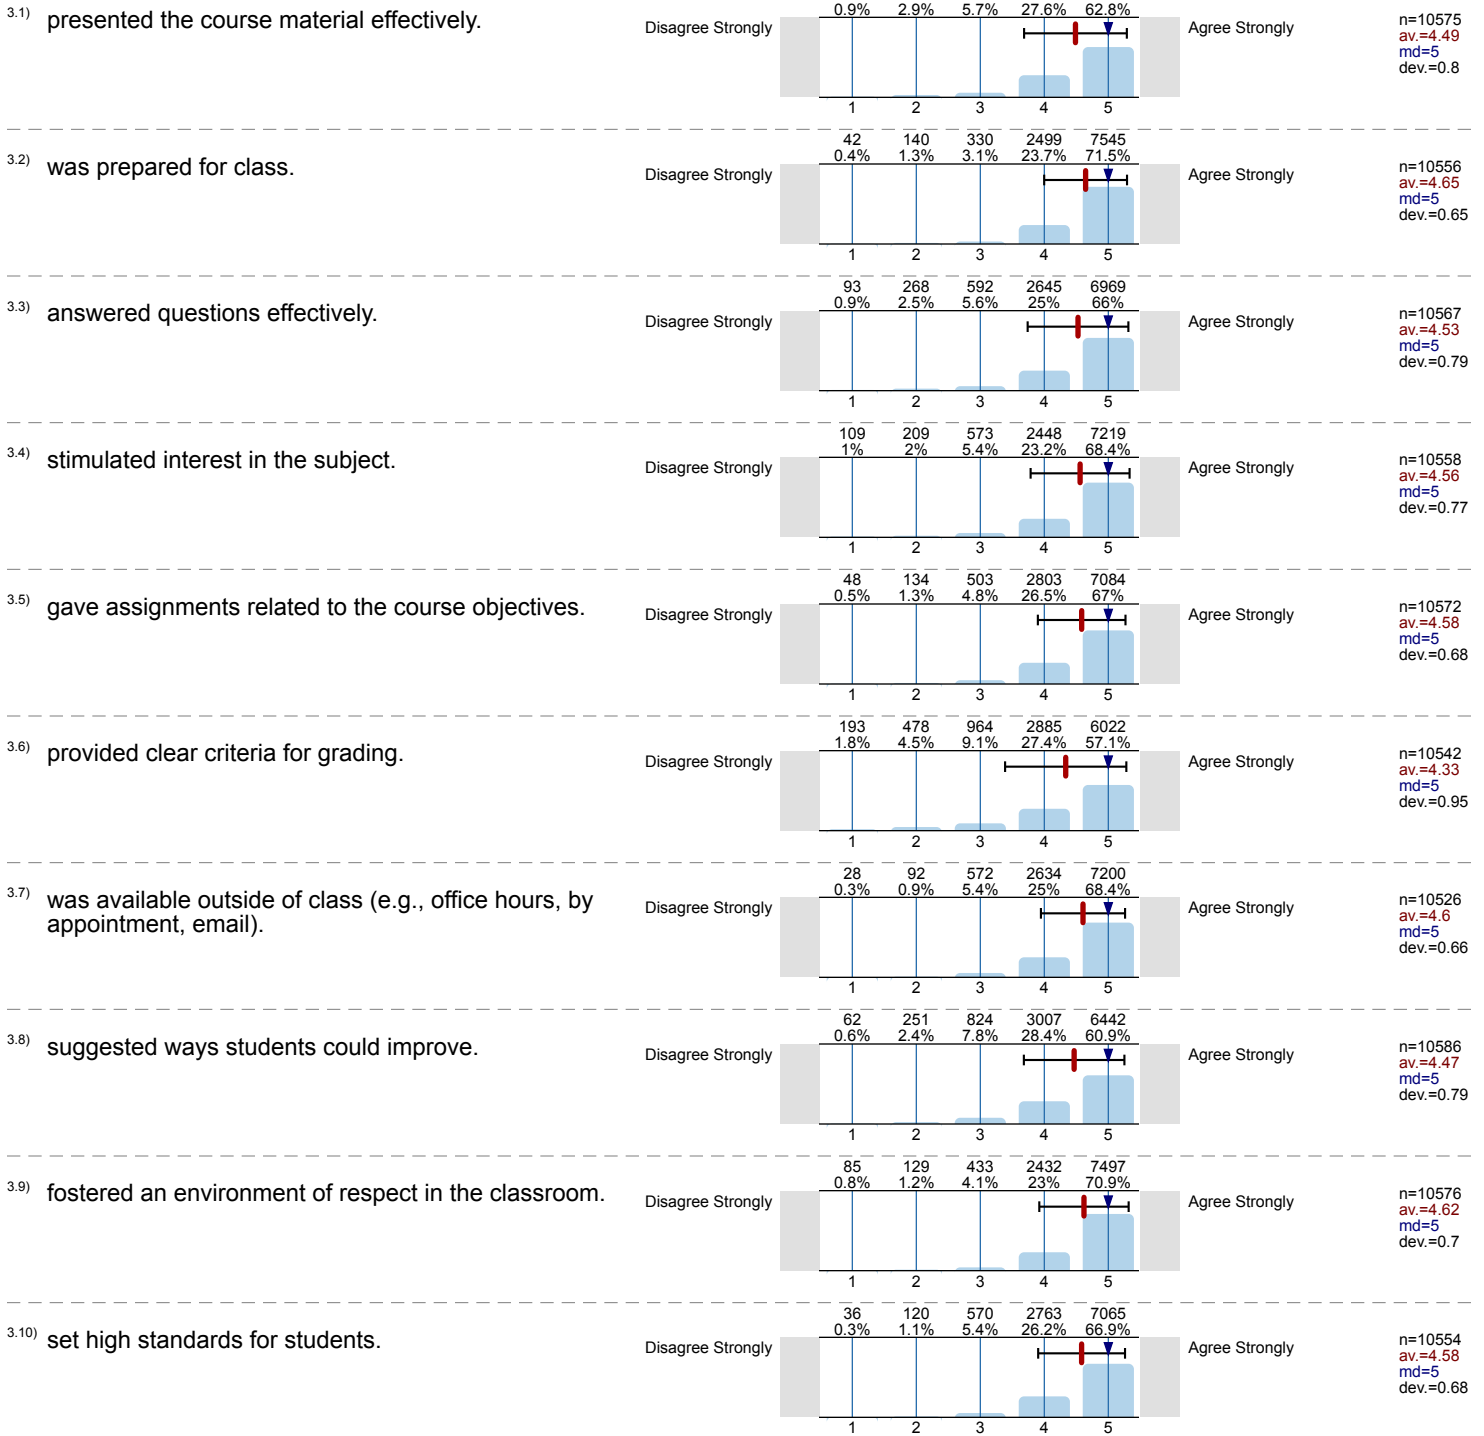 0.9% 2.9% 5.7% 27.6% 62.8%
3.1) presented the course material effectively.
Disagree Strongly Agree Strongly
n=10575
av.=4.49
md=5
dev.=0.8
1 2 3 4 5
42 140 330 2499 7545
0.4% 1.3% 3.1% 23.7% 71.5%
3.2) was prepared for class.
Disagree Strongly Agree Strongly
n=10556
av.=4.65
md=5
dev.=0.65
1 2 3 4 5
93 268 592 2645 6969
0.9% 2.5% 5.6% 25% 66%
3.3) answered questions effectively.
Disagree Strongly Agree Strongly
n=10567
av.=4.53
md=5
dev.=0.79
1 2 3 4 5
109 209 573 2448 7219
1% 2% 5.4% 23.2% 68.4%
3.4) stimulated interest in the subject.
Disagree Strongly Agree Strongly
n=10558
av.=4.56
md=5
dev.=0.77
1 2 3 4 5
48 134 503 2803 7084
0.5% 1.3% 4.8% 26.5% 67%
3.5) gave assignments related to the course objectives.
Disagree Strongly Agree Strongly
n=10572
av.=4.58
md=5
dev.=0.68
1 2 3 4 5
193 478 964 2885 6022
1.8% 4.5% 9.1% 27.4% 57.1%
3.6) provided clear criteria for grading.
Disagree Strongly Agree Strongly
n=10542
av.=4.33
md=5
dev.=0.95
1 2 3 4 5
28 92 572 2634 7200
0.3% 0.9% 5.4% 25% 68.4%
3.7) was available outside of class (e.g., office hours, by
appointment, email).
Disagree Strongly Agree Strongly
n=10526
av.=4.6
md=5
dev.=0.66
1 2 3 4 5
62 251 824 3007 6442
0.6% 2.4% 7.8% 28.4% 60.9%
3.8) suggested ways students could improve.
Disagree Strongly Agree Strongly
n=10586
av.=4.47
md=5
dev.=0.79
1 2 3 4 5
85 129 433 2432 7497
0.8% 1.2% 4.1% 23% 70.9%
3.9) fostered an environment of respect in the classroom.
Disagree Strongly Agree Strongly
n=10576
av.=4.62
md=5
dev.=0.7
1 2 3 4 5
36 120 570 2763 7065
0.3% 1.1% 5.4% 26.2% 66.9%
3.10) set high standards for students.
Disagree Strongly Agree Strongly
n=10554
av.=4.58
md=5
dev.=0.68
1 2 3 4 5